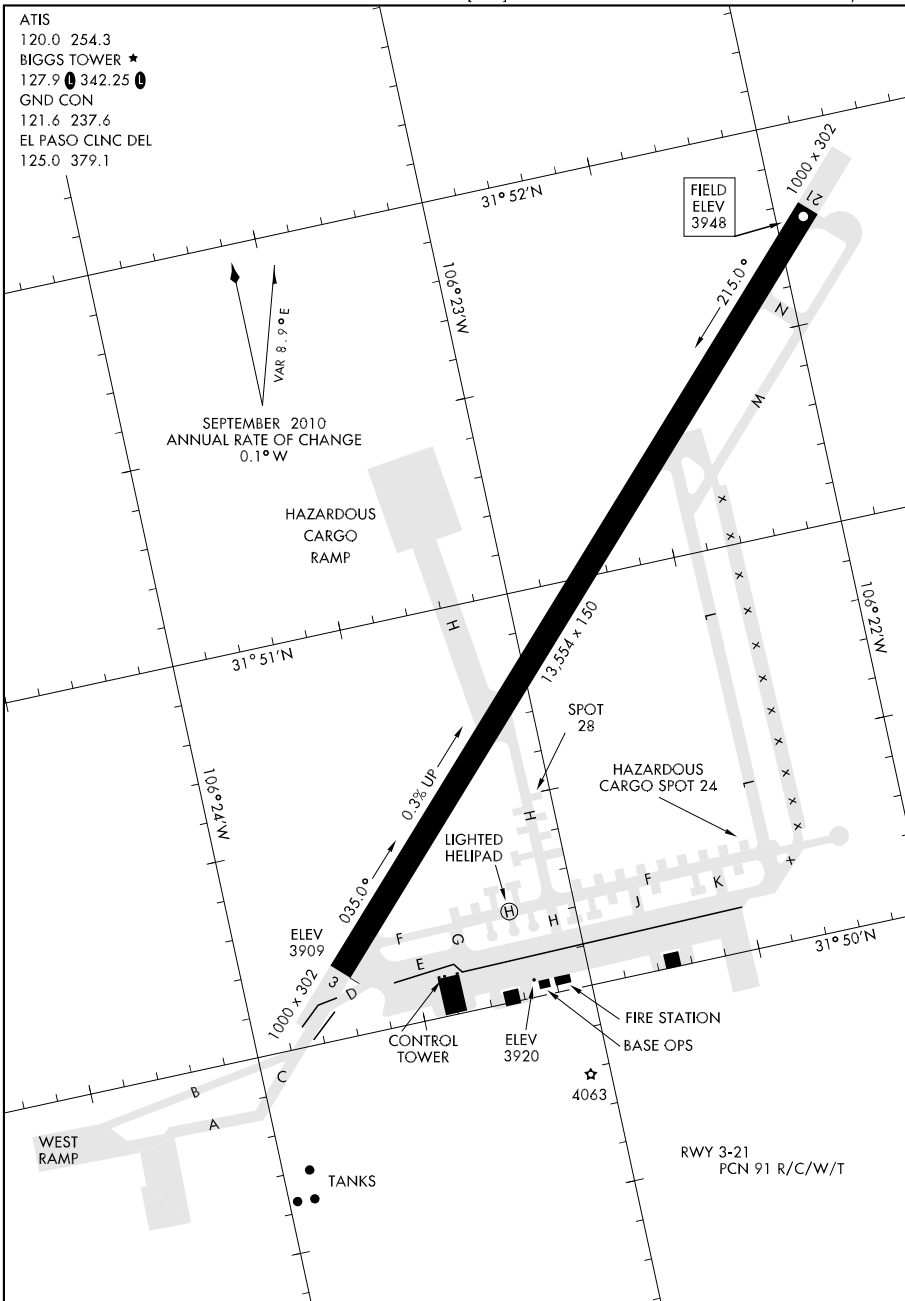 ATIS
120.0 254.3
BIGGS TOWER ★
127.9 Ⓛ 342.25 Ⓛ
GND CON
121.6 237.6
EL PASO CLNC DEL
125.0 379.1
1000 x 302
21
31°52'N
FIELD
ELEV
3948
106°23'W
215.0°
N
VAR 8.9°E
SEPTEMBER 2010
ANNUAL RATE OF CHANGE
0.1°W
M
HAZARDOUS
CARGO
RAMP
H
13,554 x 150
L
106°22'W
31°51'N
SPOT
28
106°24'W
0.3% UP
HAZARDOUS
CARGO SPOT 24
L
H
LIGHTED
HELIPAD
035.0°
H
F
K
J
H
F
G
E
ELEV
3909
31°50'N
3
D
1000 x 302
CONTROL
TOWER
ELEV
3920
FIRE STATION
BASE OPS
4063
C
B
A
WEST
RAMP
TANKS
RWY 3-21
PCN 91 R/C/W/T